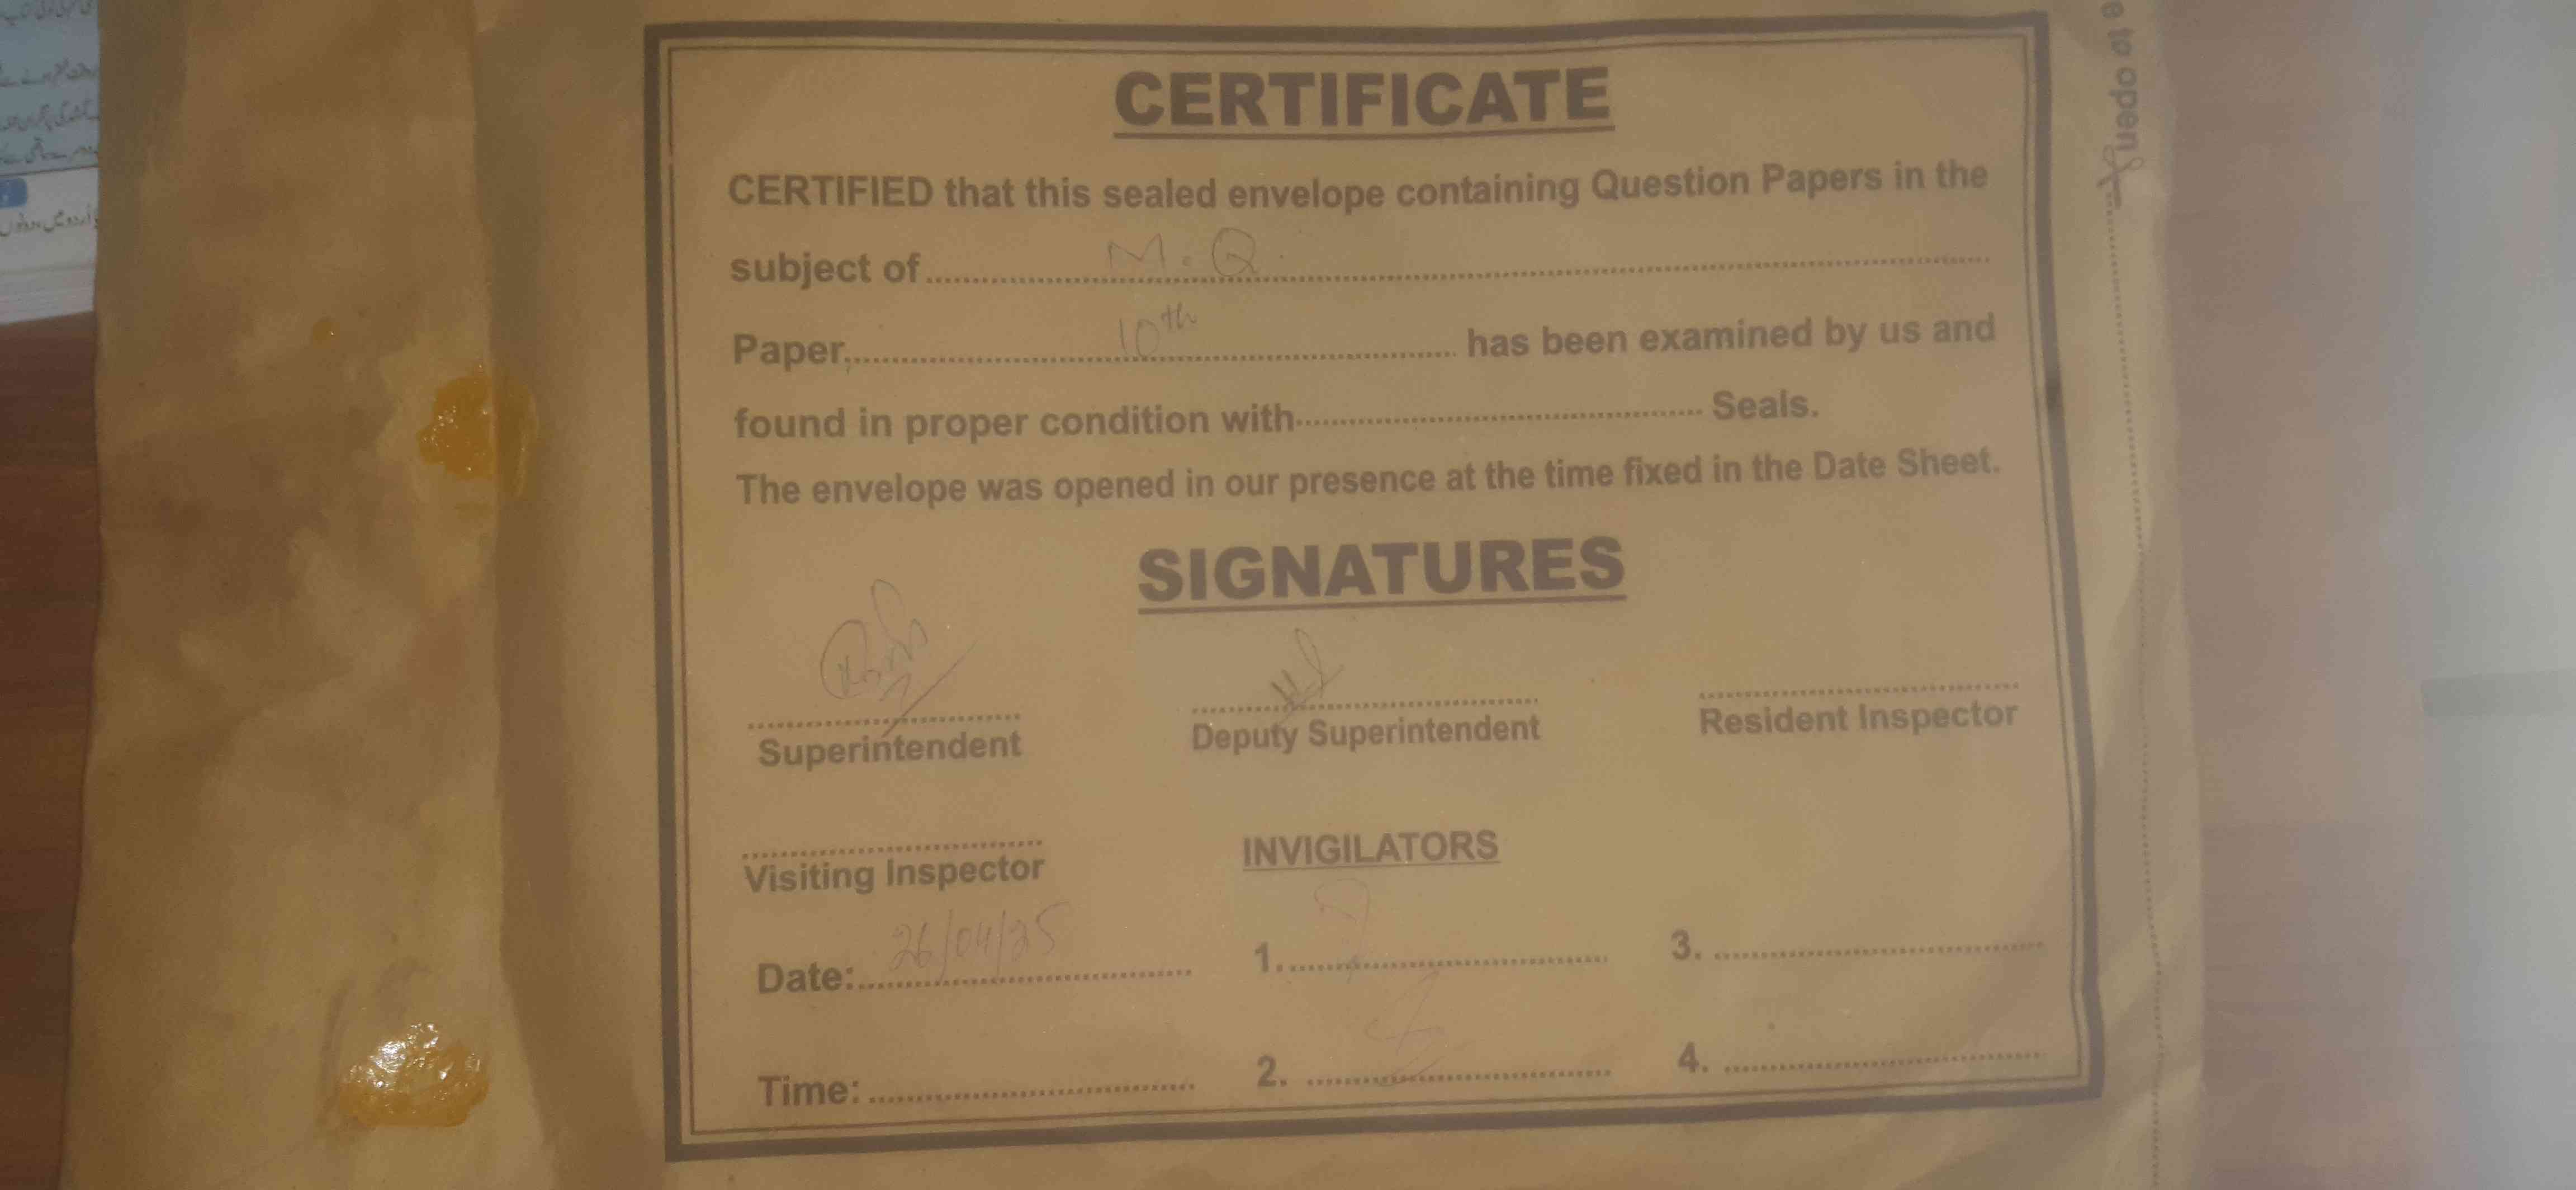 e to open
CERTIFICATE
CERTIFIED that this sealed envelope containing Question Papers in the
subject of M.Q.
Paper, 10th has been examined by us and
found in proper condition with Seals.
The envelope was opened in our presence at the time fixed in the Date Sheet.
SIGNATURES
Superintendent Deputy Superintendent Resident Inspector
Visiting Inspector INVIGILATORS
Date: 26/04/25 1. 3.
Time: 2. 4.